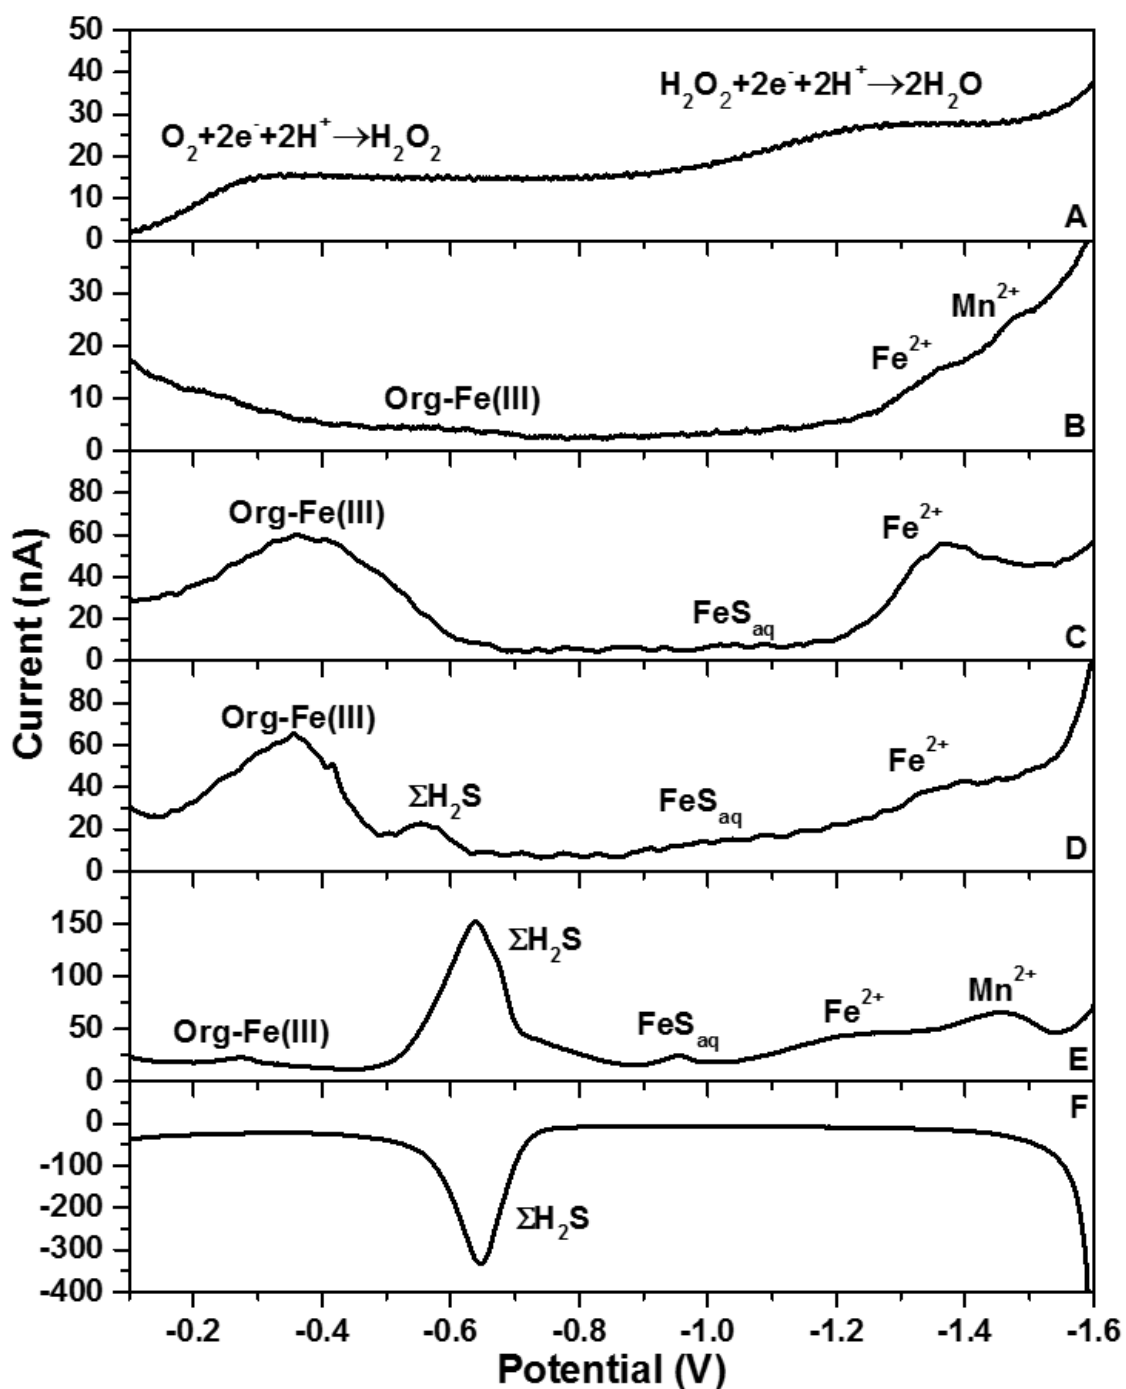 50
40
30
20
10
0
H₂O₂+2e⁻+2H⁺→2H₂O
O₂+2e⁻+2H⁺→H₂O₂
A
30
20
10
0
Mn²⁺
Fe²⁺
Org-Fe(III)
B
80
60
40
20
0
Org-Fe(III)
Fe²⁺
FeSaq
C
80
60
40
20
0
Org-Fe(III)
ΣH₂S
FeSaq
Fe²⁺
D
150
100
50
0
ΣH₂S
Mn²⁺
Fe²⁺
Org-Fe(III)
FeSaq
E
0
-100
-200
-300
-400
F
ΣH₂S
Current (nA)
-0.2 -0.4 -0.6 -0.8 -1.0 -1.2 -1.4 -1.6
Potential (V)